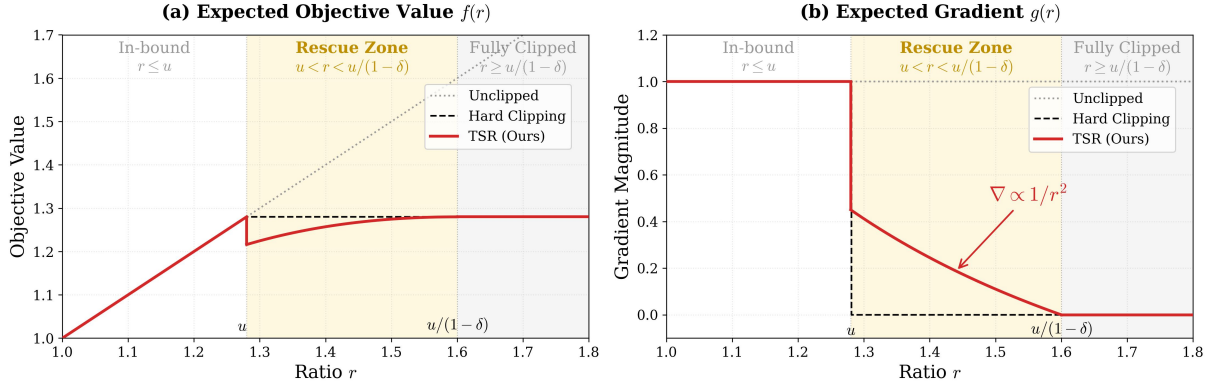 (a) Expected Objective Value f(r)
1.7
1.6
1.5
1.4
1.3
1.2
1.1
1.0
Objective Value
In-bound
r ≤ u
Rescue Zone
u < r < u/(1 − δ)
Fully Clipped
r ≥ u/(1 − δ)
Unclipped
Hard Clipping
TSR (Ours)
u
u/(1 − δ)
1.0 1.1 1.2 1.3 1.4 1.5 1.6 1.7 1.8
Ratio r
(b) Expected Gradient g(r)
1.2
1.0
0.8
0.6
0.4
0.2
0.0
Gradient Magnitude
In-bound
r ≤ u
Rescue Zone
u < r < u/(1 − δ)
Fully Clipped
r ≥ u/(1 − δ)
Unclipped
Hard Clipping
TSR (Ours)
∇ ∝ 1/r²
u
u/(1 − δ)
1.0 1.1 1.2 1.3 1.4 1.5 1.6 1.7 1.8
Ratio r